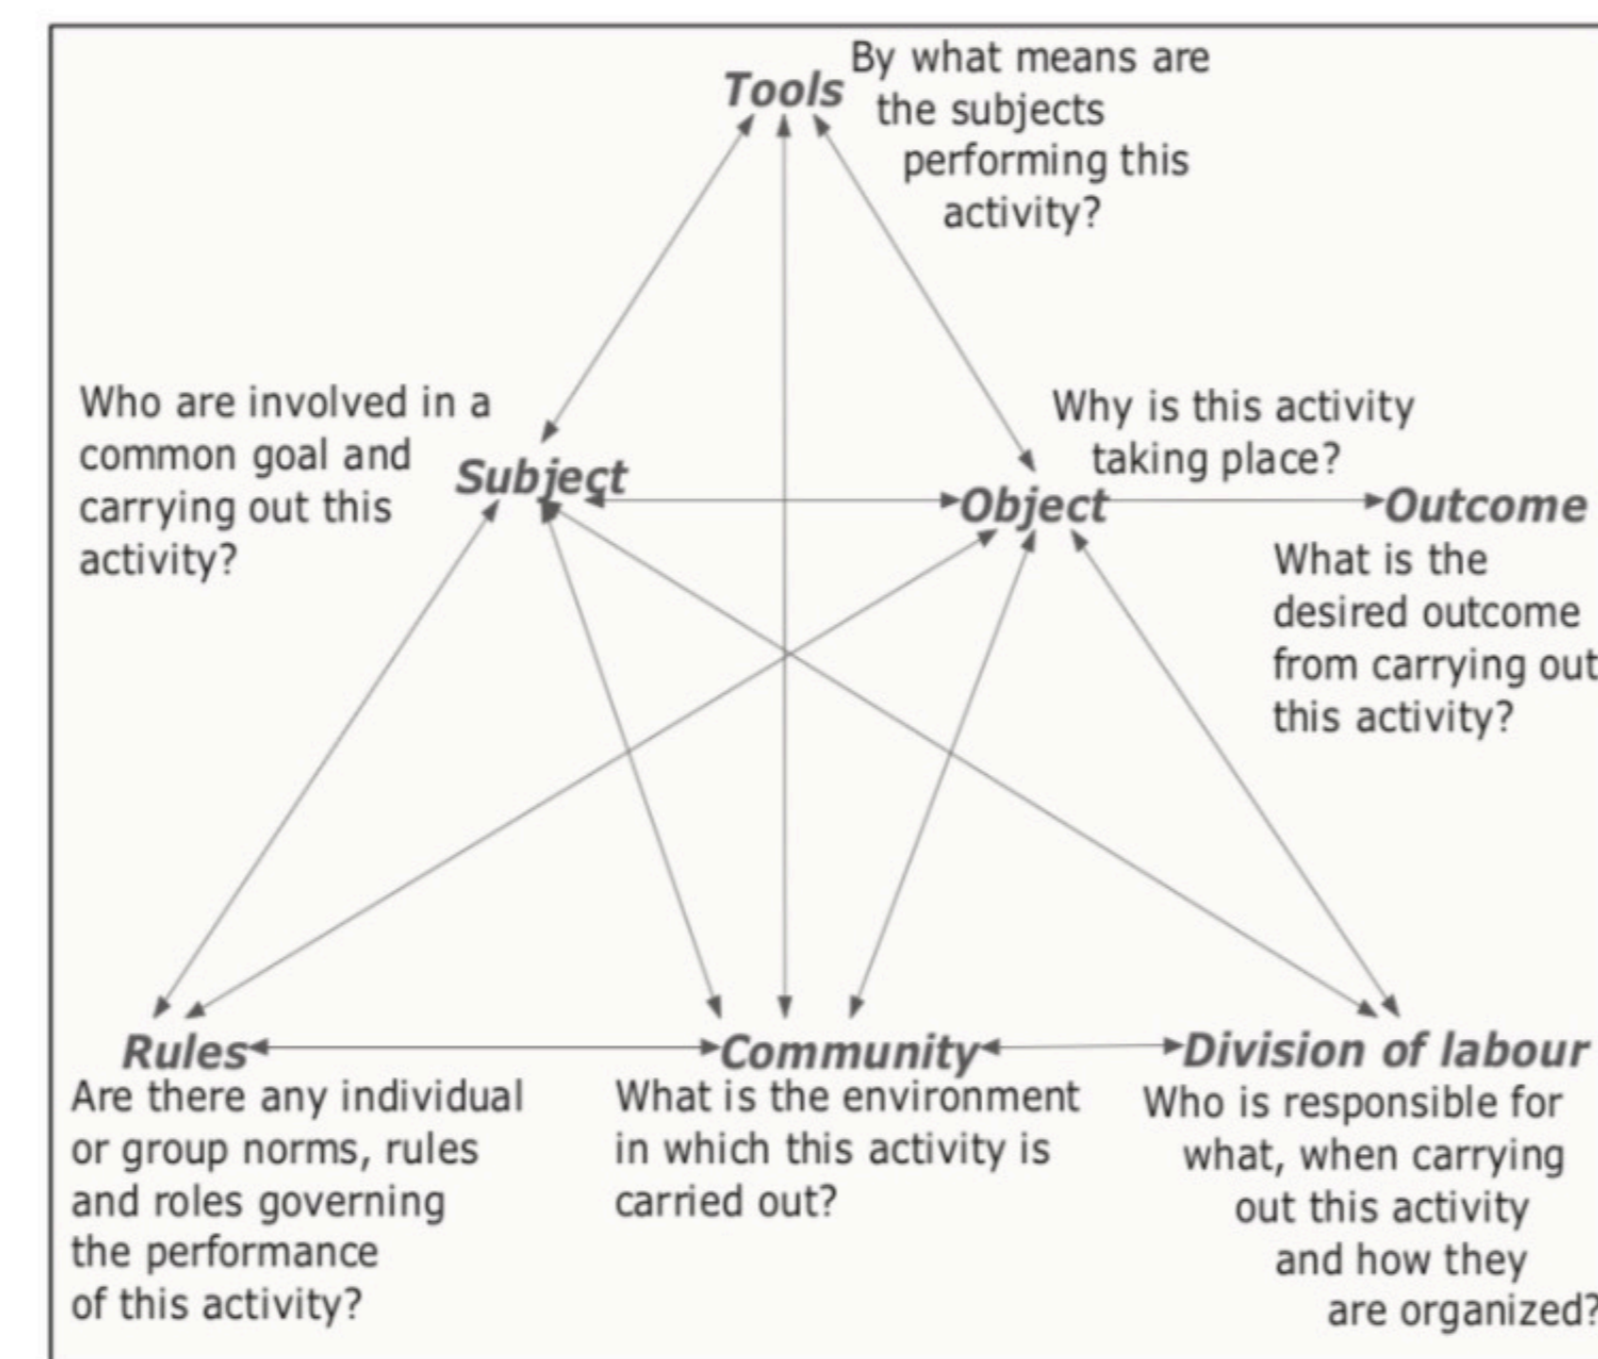 Tools
By what means are
the subjects
performing this
activity?
Who are involved in a
common goal and
carrying out this
activity?
Subject
Why is this activity
taking place?
Object
Outcome
What is the
desired outcome
from carrying out
this activity?
Rules
Are there any individual
or group norms, rules
and roles governing
the performance
of this activity?
Community
What is the environment
in which this activity is
carried out?
Division of labour
Who is responsible for
what, when carrying
out this activity
and how they
are organized?